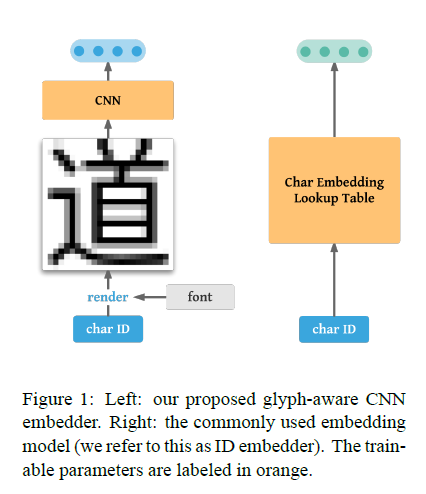 CNN
道
Char Embedding
Lookup Table
render
font
char ID
char ID
Figure 1: Left: our proposed glyph-aware CNN
embedder. Right: the commonly used embedding
model (we refer to this as ID embedder). The train-
able parameters are labeled in orange.